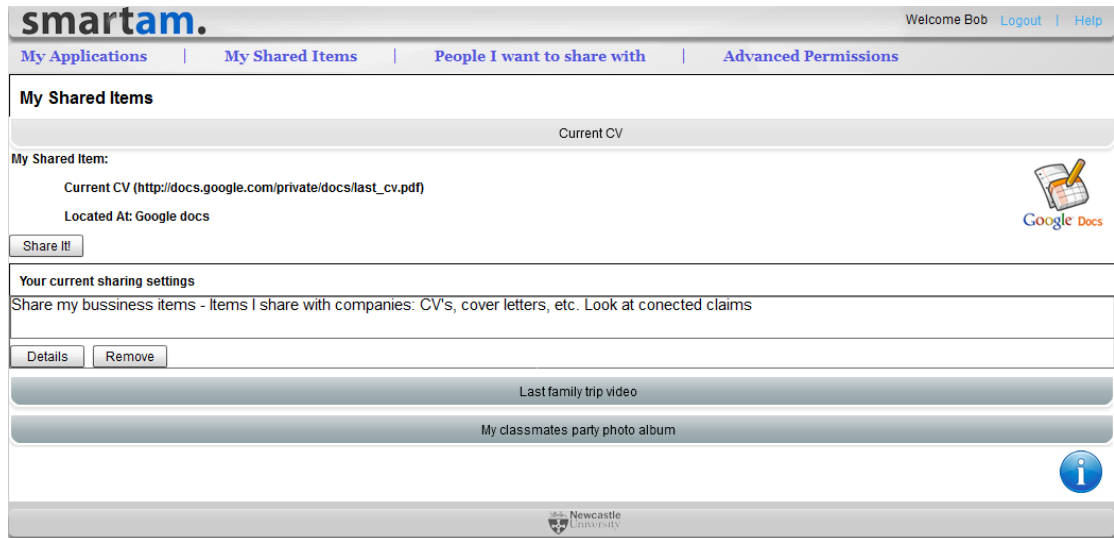 smartam.
Welcome Bob Logout | Help
My Applications | My Shared Items | People I want to share with | Advanced Permissions
My Shared Items
Current CV
My Shared Item:
Current CV (http://docs.google.com/private/docs/last_cv.pdf)
Located At: Google docs
Google Docs
Share It!
Your current sharing settings
Share my bussiness items - Items I share with companies: CV's, cover letters, etc. Look at conected claims
Details Remove
Last family trip video
My classmates party photo album
i
Newcastle
University